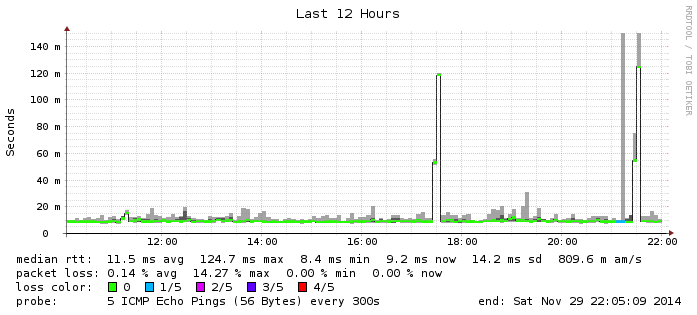 Last 12 Hours
RRDTOOL / TOBI OETIKER
Seconds
140 m
120 m
100 m
80 m
60 m
40 m
20 m
0
12:00 14:00 16:00 18:00 20:00 22:00
median rtt: 11.5 ms avg 124.7 ms max 8.4 ms min 9.2 ms now 14.2 ms sd 809.6 m am/s
packet loss: 0.14 % avg 14.27 % max 0.00 % min 0.00 % now
loss color: 0 1/5 2/5 3/5 4/5
probe: 5 ICMP Echo Pings (56 Bytes) every 300s end: Sat Nov 29 22:05:09 2014